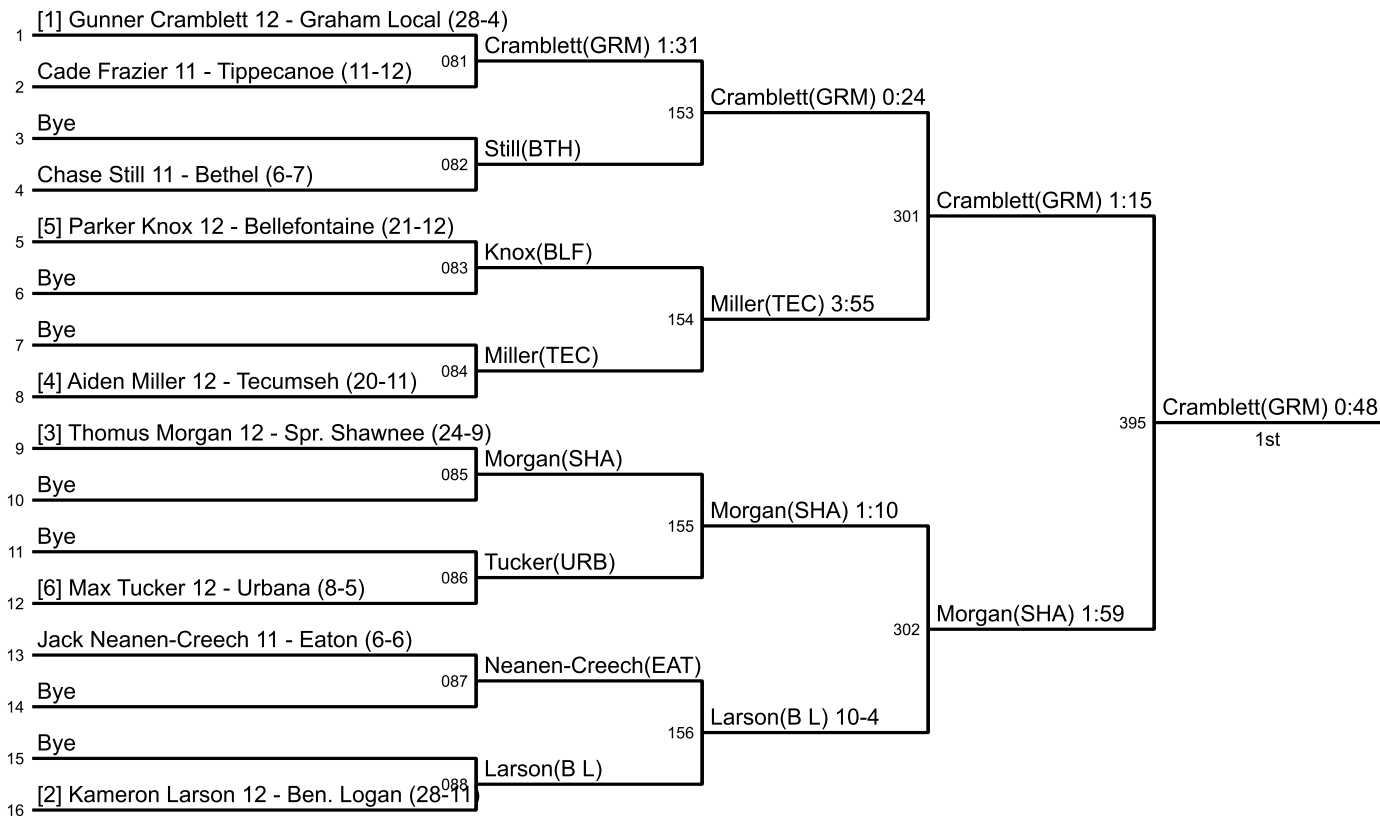 [1] Gunner Cramblett 12 - Graham Local (28-4)
1
Cade Frazier 11 - Tippecanoe (11-12)
2
Bye
3
Chase Still 11 - Bethel (6-7)
4
[5] Parker Knox 12 - Bellefontaine (21-12)
5
Bye
6
Bye
7
[4] Aiden Miller 12 - Tecumseh (20-11)
8
[3] Thomus Morgan 12 - Spr. Shawnee (24-9)
9
Bye
10
Bye
11
[6] Max Tucker 12 - Urbana (8-5)
12
Jack Neanen-Creech 11 - Eaton (6-6)
13
Bye
14
Bye
15
[2] Kameron Larson 12 - Ben. Logan (28-11)
16
081
Cramblett(GRM) 1:31
082
Still(BTH)
083
Knox(BLF)
084
Miller(TEC)
085
Morgan(SHA)
086
Tucker(URB)
087
Neanen-Creech(EAT)
088
Larson(B L)
153
Cramblett(GRM) 0:24
154
Miller(TEC) 3:55
155
Morgan(SHA) 1:10
156
Larson(B L) 10-4
301
Cramblett(GRM) 1:15
302
Morgan(SHA) 1:59
395
Cramblett(GRM) 0:48
1st